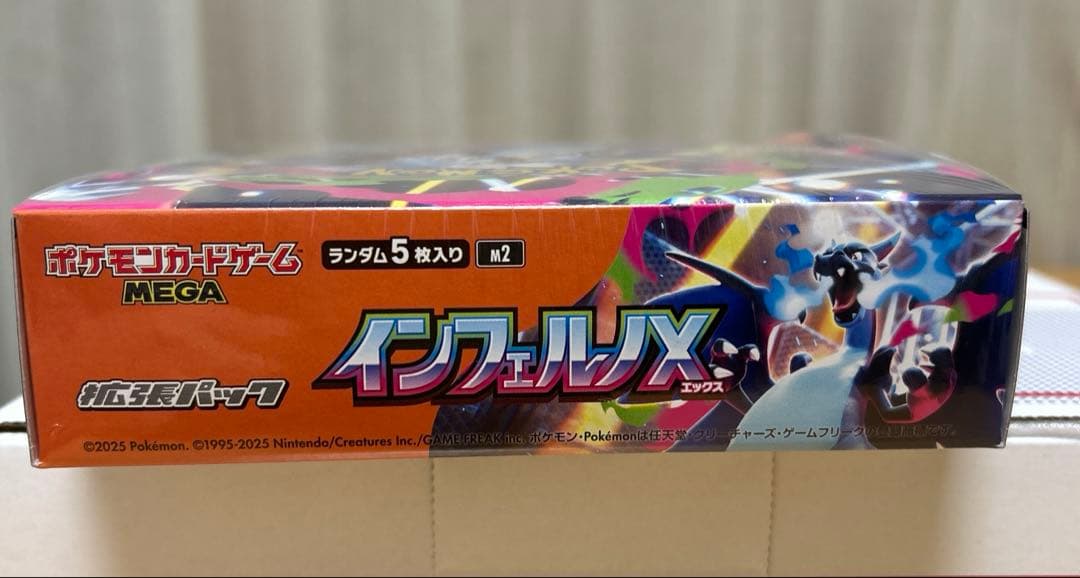 ポケモンカードゲーム
MEGA
ランダム5枚入り M2
インフェルノX
エックス
拡張パック
©2025 Pokémon. ©1995-2025 Nintendo/Creatures Inc./GAME FREAK inc. ポケモン・Pokémonは任天堂・クリーチャーズ・ゲームフリークの登録商標です。